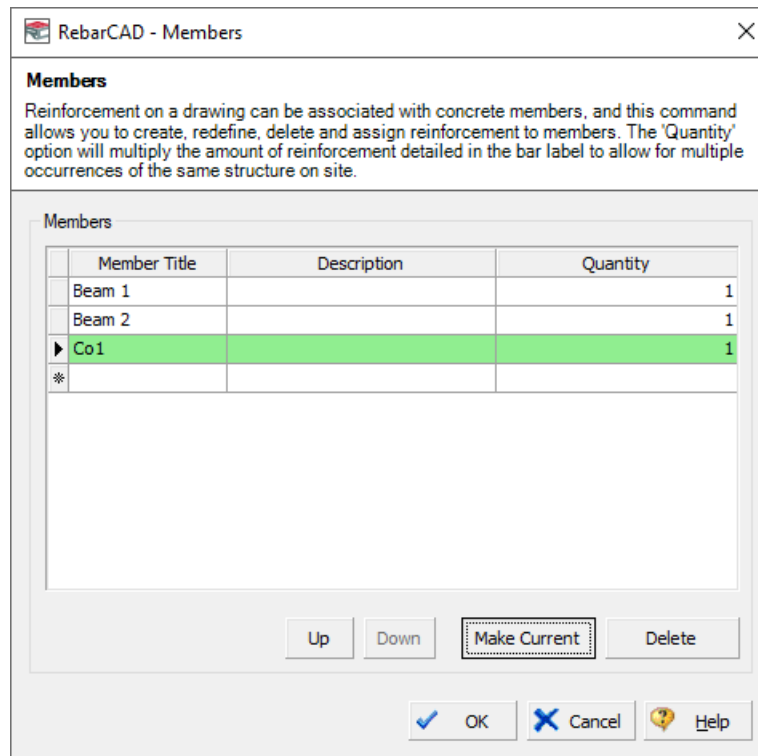 RebarCAD - Members
Members
Reinforcement on a drawing can be associated with concrete members, and this command
allows you to create, redefine, delete and assign reinforcement to members. The 'Quantity'
option will multiply the amount of reinforcement detailed in the bar label to allow for multiple
occurrences of the same structure on site.
Members
Member Title Description Quantity
Beam 1 1
Beam 2 1
Co1 1
Up Down Make Current Delete
OK Cancel Help